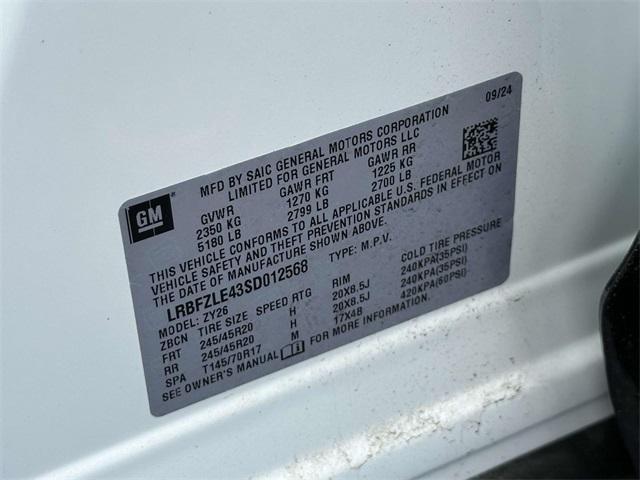 09/24
MFD BY SAIC GENERAL MOTORS CORPORATION
LIMITED FOR GENERAL MOTORS LLC
GM
GVWR GAWR FRT GAWR RR
2350 KG 1270 KG 1225 KG
5180 LB 2799 LB 2700 LB
THIS VEHICLE CONFORMS TO ALL APPLICABLE U.S. FEDERAL MOTOR
VEHICLE SAFETY AND THEFT PREVENTION STANDARDS IN EFFECT ON
THE DATE OF MANUFACTURE SHOWN ABOVE.
LRBFZLE43SD012568 TYPE: M.P.V.
MODEL: ZY26
ZBCN TIRE SIZE SPEED RTG RIM COLD TIRE PRESSURE
FRT 245/45R20 H 20X8.5J 240KPA(35PSI)
RR 245/45R20 H 20X8.5J 240KPA(35PSI)
SPA T145/70R17 M 17X4B 420KPA(60PSI)
SEE OWNER'S MANUAL FOR MORE INFORMATION.